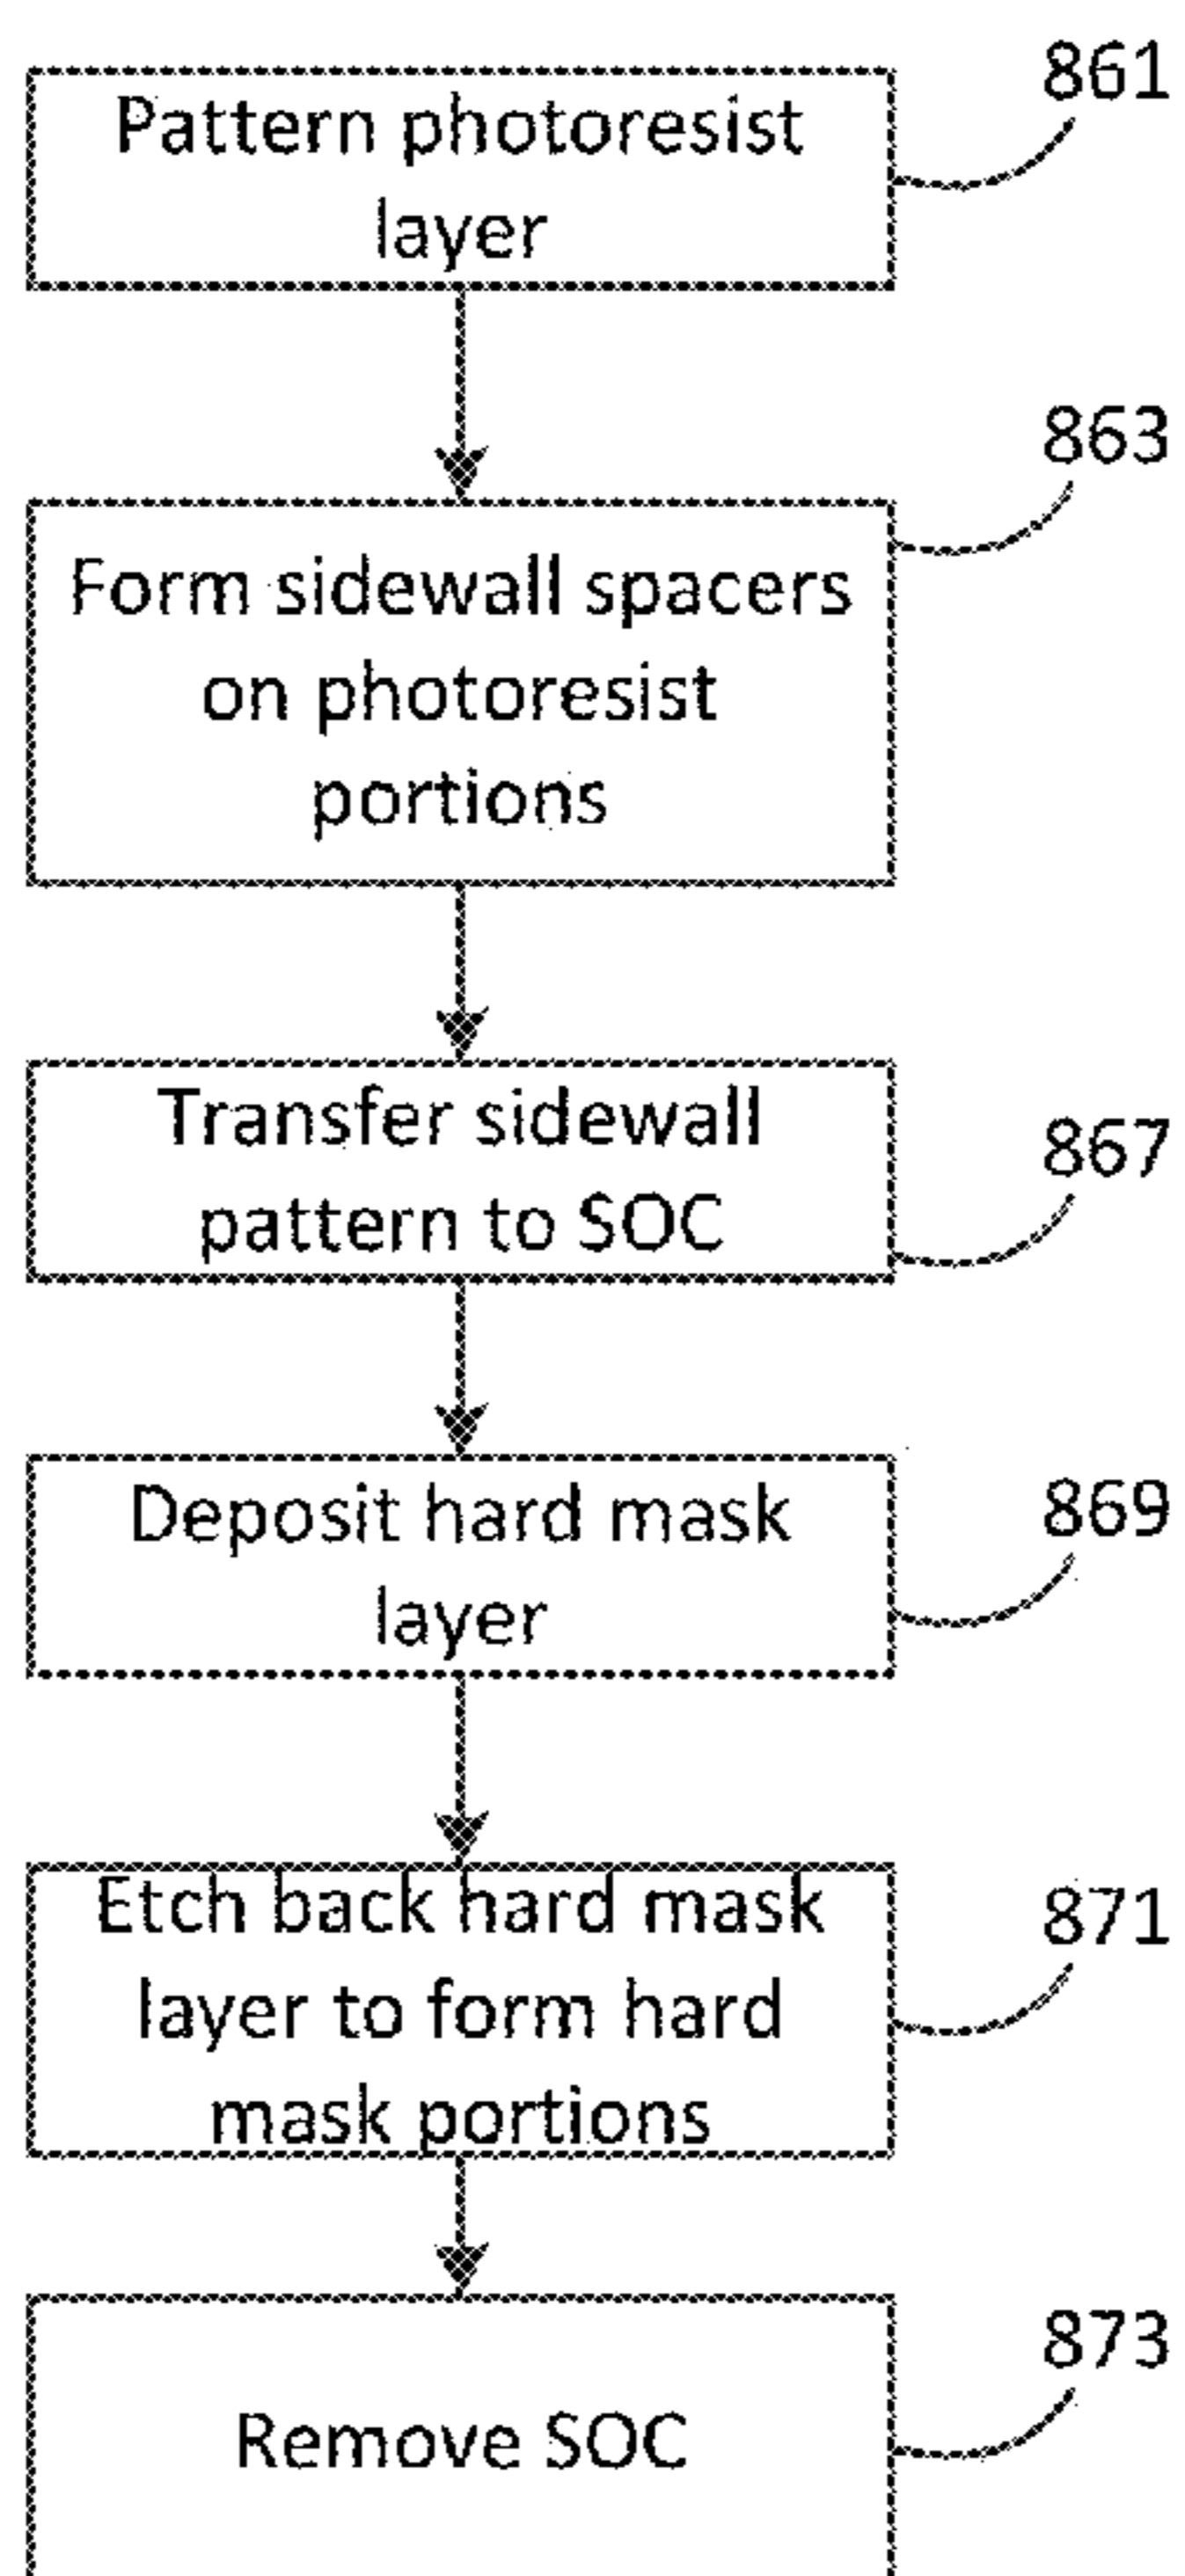 861
Pattern photoresist
layer
863
Form sidewall spacers
on photoresist
portions
Transfer sidewall
pattern to SOC
867
Deposit hard mask
layer
869
Etch back hard mask
layer to form hard
mask portions
871
873
Remove SOC